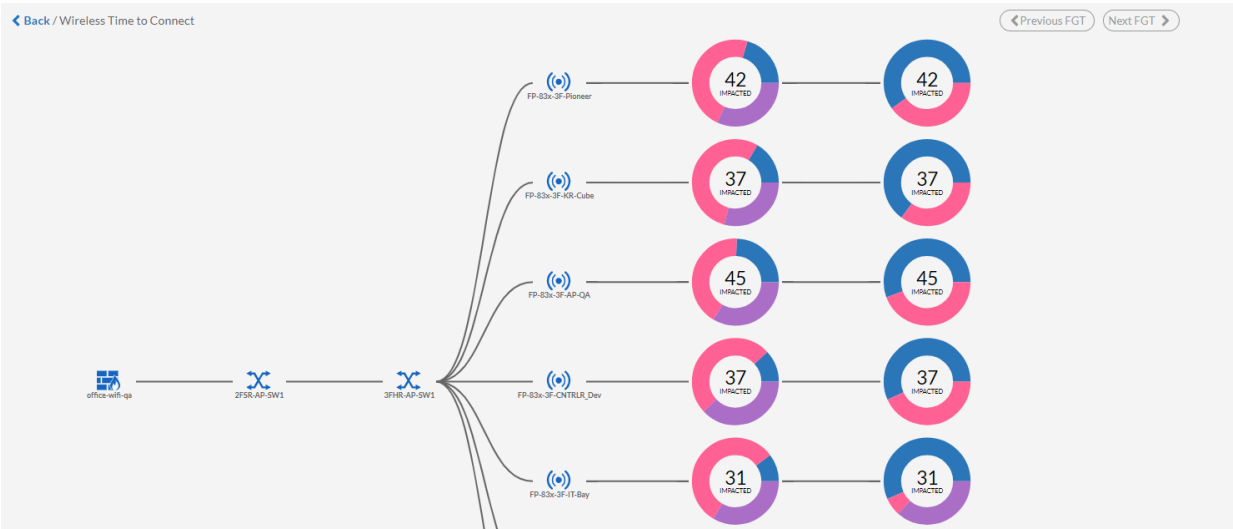 Back / Wireless Time to Connect
Previous FGT
Next FGT
42
IMPACTED
42
IMPACTED
FP-83x-3F-Pioneer
37
IMPACTED
37
IMPACTED
FP-83x-3F-KR-Cube
45
IMPACTED
45
IMPACTED
FP-83x-3F-AP-QA
37
IMPACTED
37
IMPACTED
office-wifi-qa
2FSR-AP-SW1
3FHR-AP-SW1
FP-83x-3F-CNTRLR_Dev
31
IMPACTED
31
IMPACTED
FP-83x-3F-IT-Bay